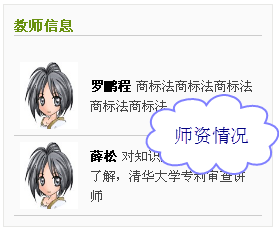 教师信息
罗鹏程 商标法商标法商标法
商标法商标法
师资情况
薛松 对知识
了解，清华大学专利审查讲
师